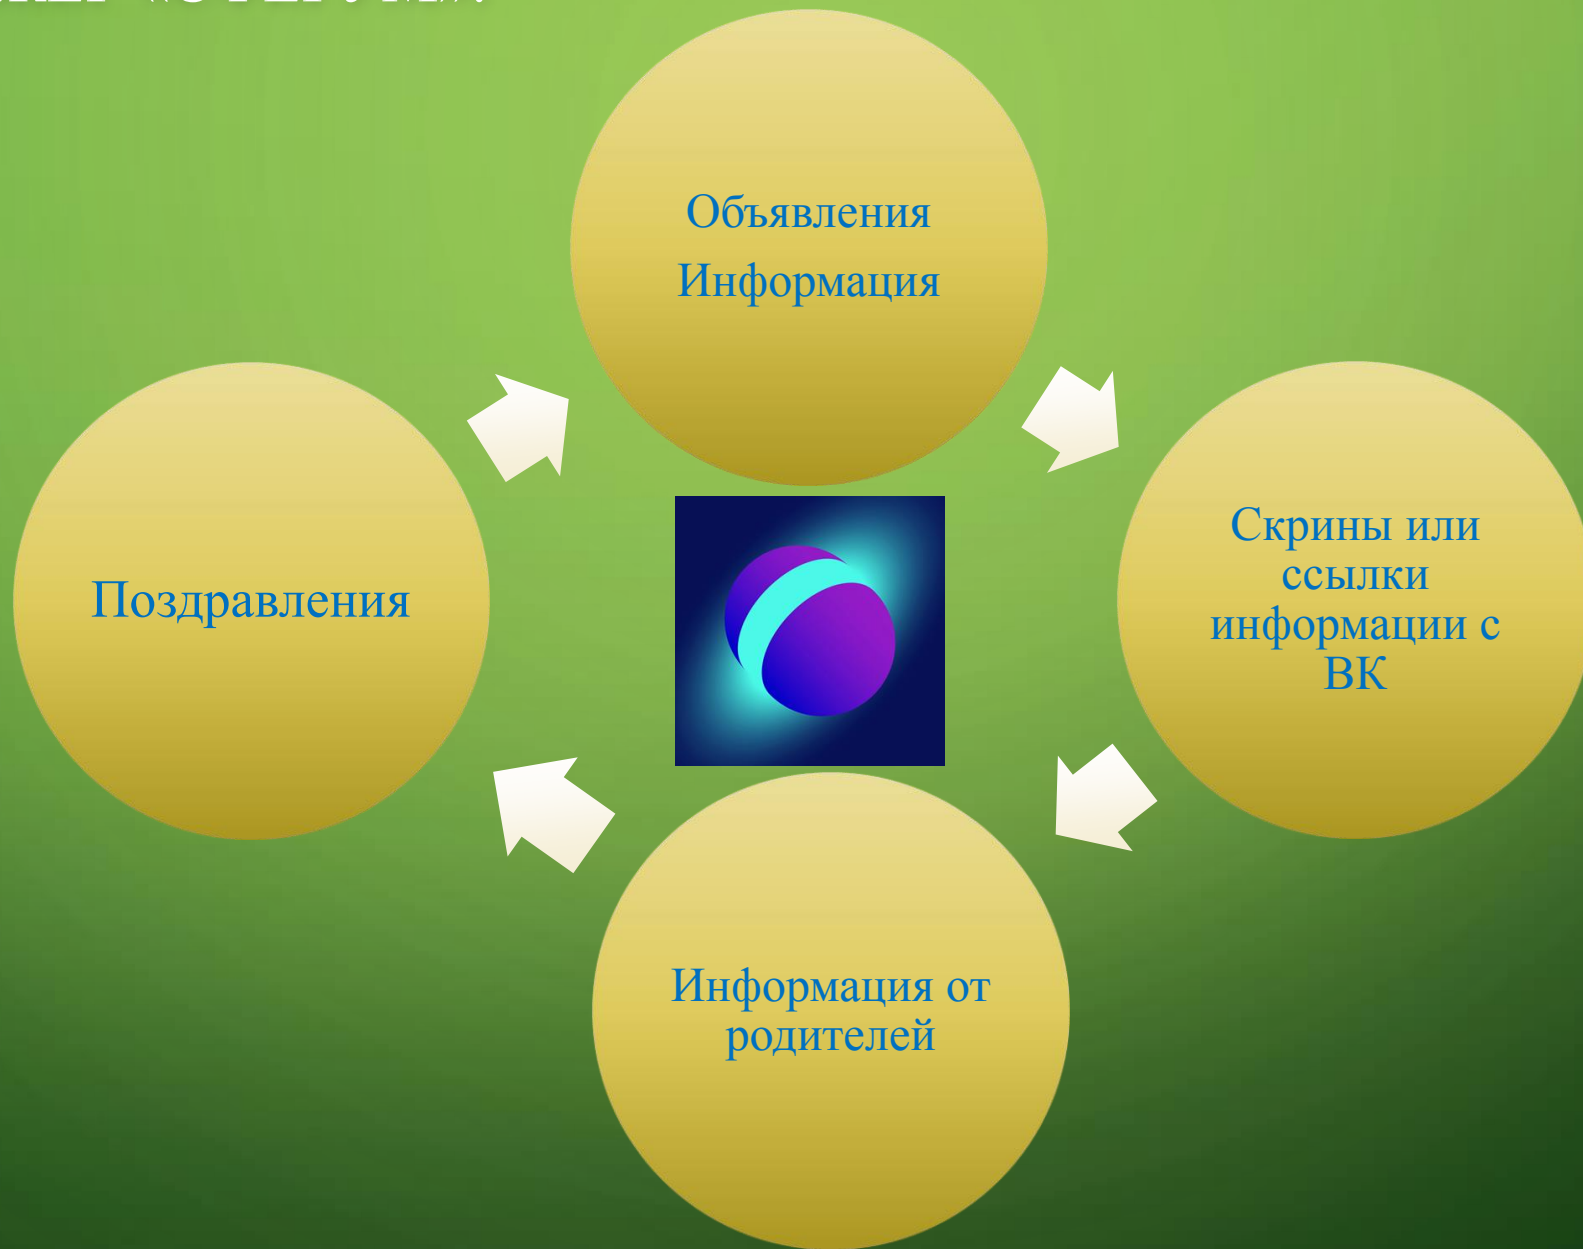 Объявления
Информация
Скрины или
ссылки
информации с
ВК
Информация от
родителей
Поздравления